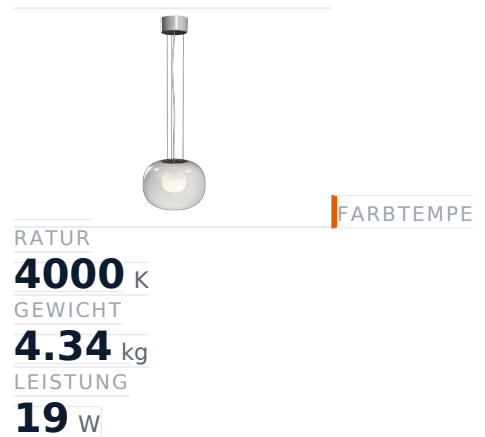 FARBTEMPE
RATUR
4000 K
GEWICHT
4.34 kg
LEISTUNG
19 W